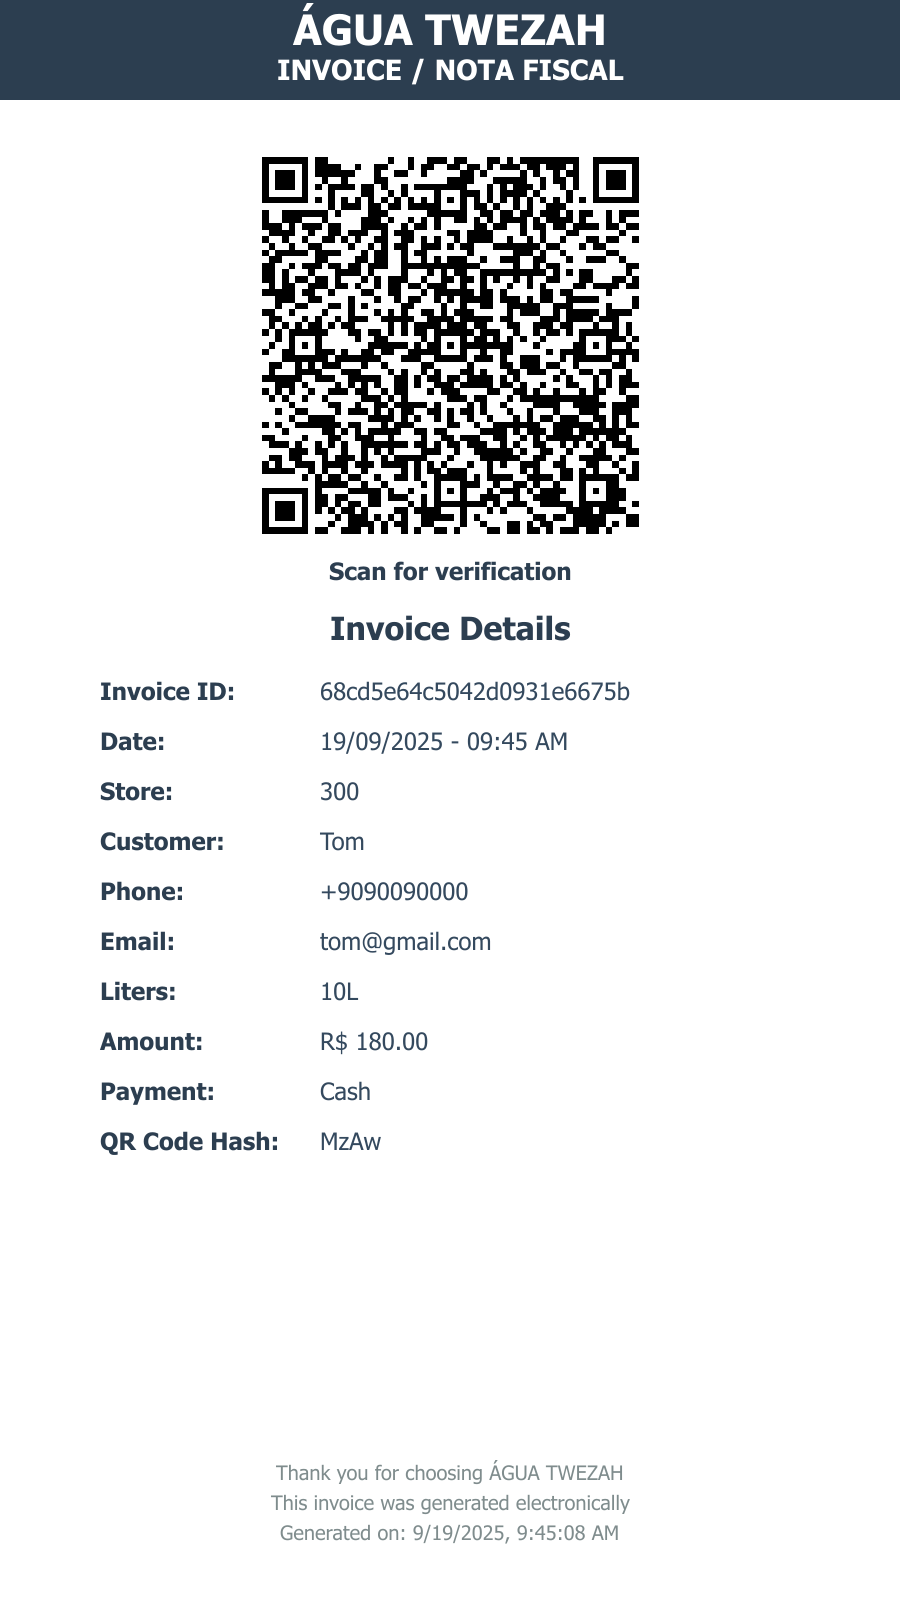 ÁGUA TWEZAH
INVOICE / NOTA FISCAL
Scan for verification
Invoice Details
Invoice ID: 68cd5e64c5042d0931e6675b
Date: 19/09/2025 - 09:45 AM
Store: 300
Customer: Tom
Phone: +9090090000
Email: tom@gmail.com
Liters: 10L
Amount: R$ 180.00
Payment: Cash
QR Code Hash: MzAw
Thank you for choosing ÁGUA TWEZAH
This invoice was generated electronically
Generated on: 9/19/2025, 9:45:08 AM